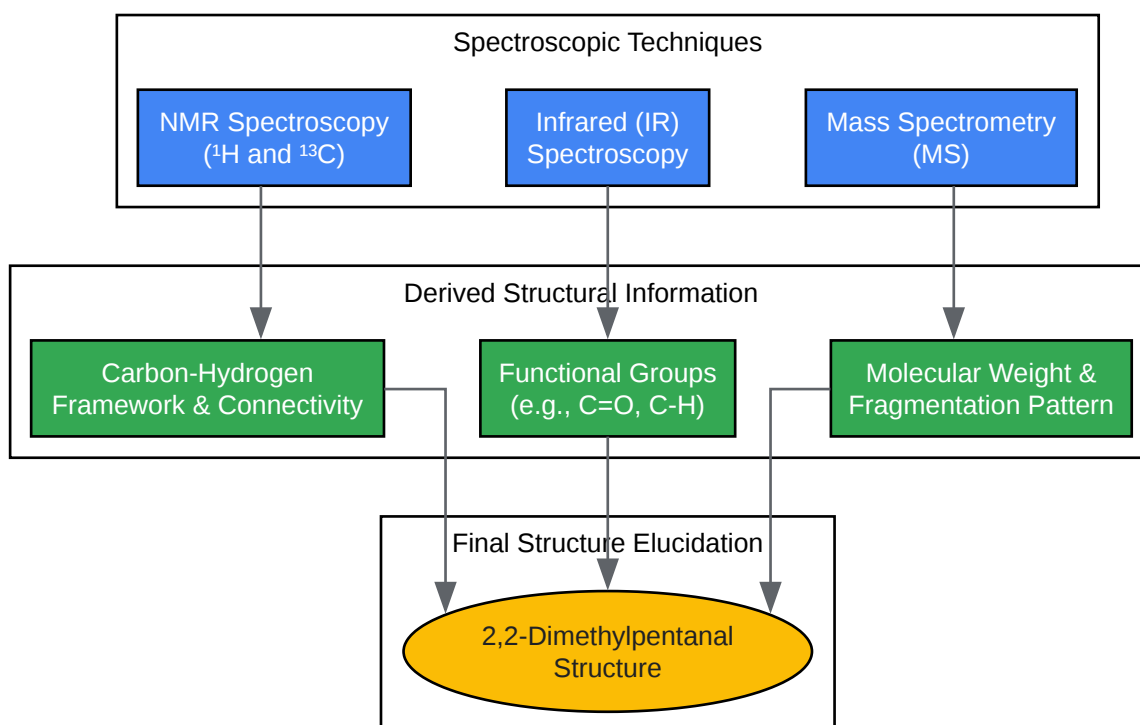 Spectroscopic Techniques
NMR Spectroscopy
(¹H and ¹³C)
Infrared (IR)
Spectroscopy
Mass Spectrometry
(MS)
Derived Structural Information
Carbon-Hydrogen
Framework & Connectivity
Functional Groups
(e.g., C=O, C-H)
Molecular Weight &
Fragmentation Pattern
Final Structure Elucidation
2,2-Dimethylpentanal
Structure